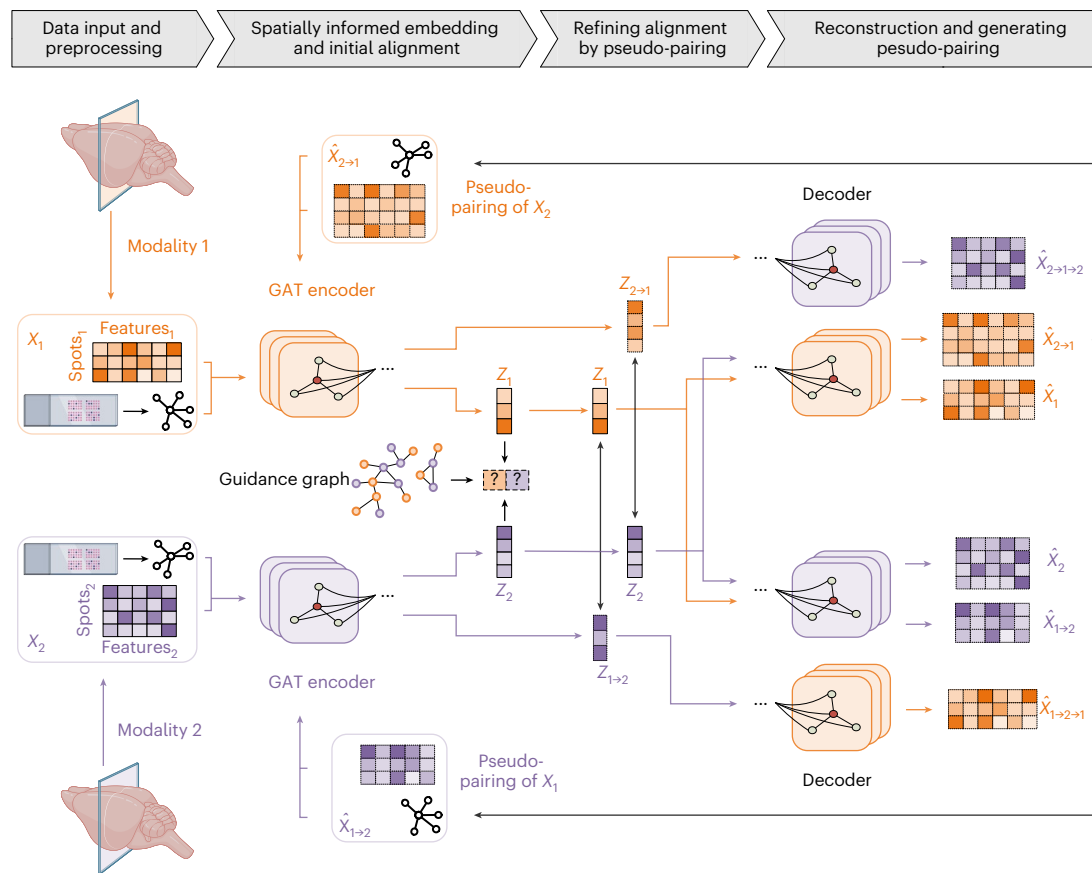 Data input and
preprocessing
Spatially informed embedding
and initial alignment
Refining alignment
by pseudo-pairing
Reconstruction and generating
pesudo-pairing
X̂2→1
Pseudo-
pairing of X2
Decoder
Modality 1
GAT encoder
Z2→1
X̂2→1→2
X1
Spots1
Features1
...
...
...
Z1
Z1
X̂2→1
X̂1
Guidance graph
? ?
X2
Spots2
Features2
...
...
...
Z2
Z2
X̂2
X̂1→2
Z1→2
GAT encoder
X̂1→2→1
Modality 2
Pseudo-
pairing of X1
X̂1→2
Decoder